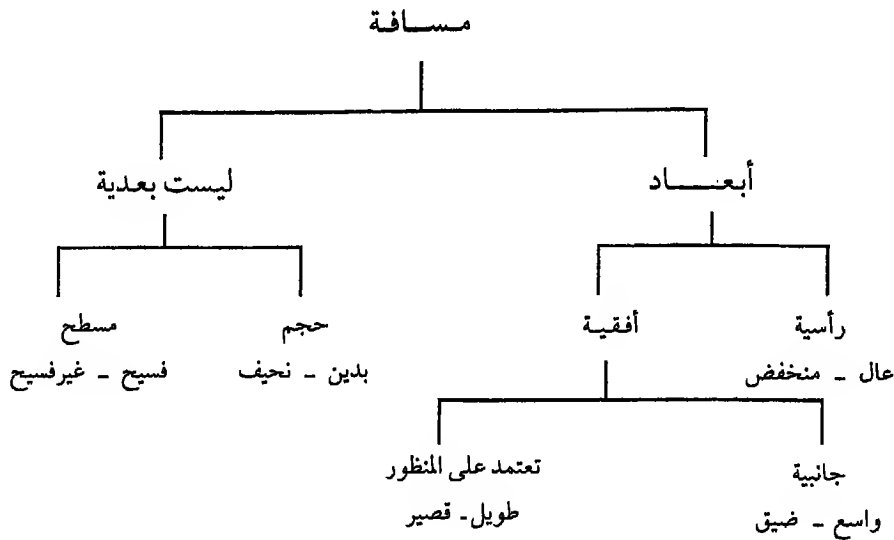 مسافة
أبعاد
ليست بعدية
رأسية
عال - منخفض
أفقية
حجم
بدين - نحيف
مسطح
فسيح - غيرفسيح
جانبية
واسع - ضيق
تعتمد على المنظور
طويل- قصير